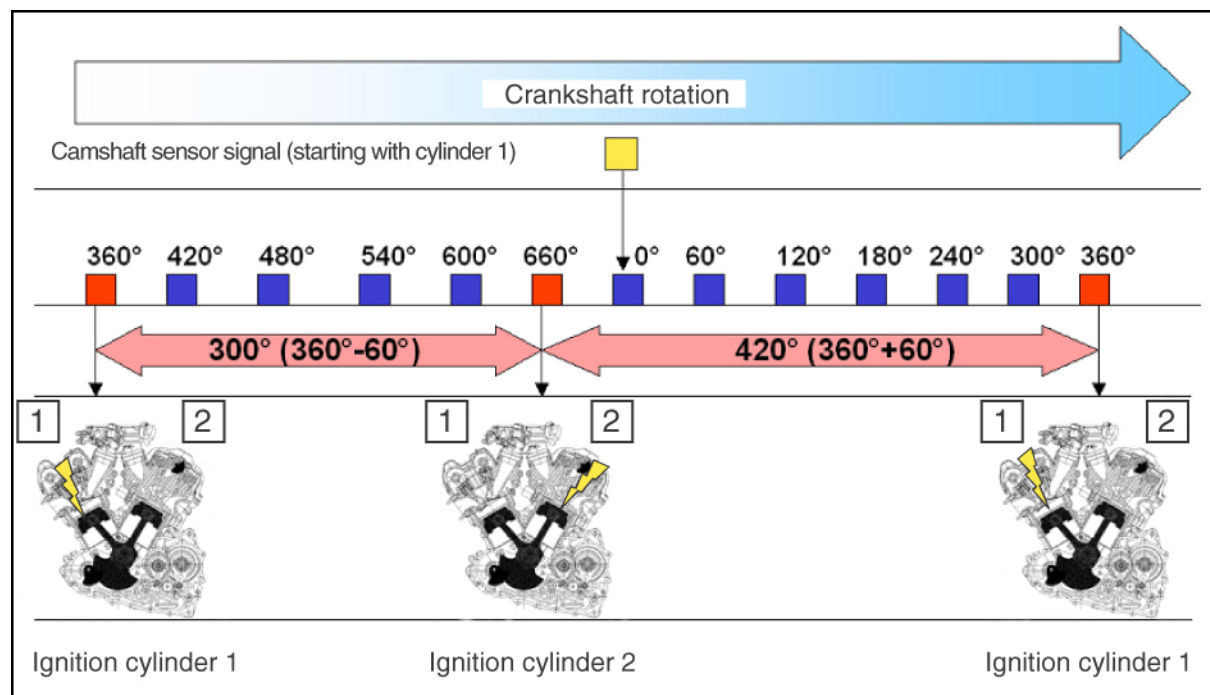 Crankshaft rotation
Camshaft sensor signal (starting with cylinder 1)
360° 420° 480° 540° 600° 660° 0° 60° 120° 180° 240° 300° 360°
300° (360°-60°) 420° (360°+60°)
1 2 1 2 1 2
Ignition cylinder 1 Ignition cylinder 2 Ignition cylinder 1